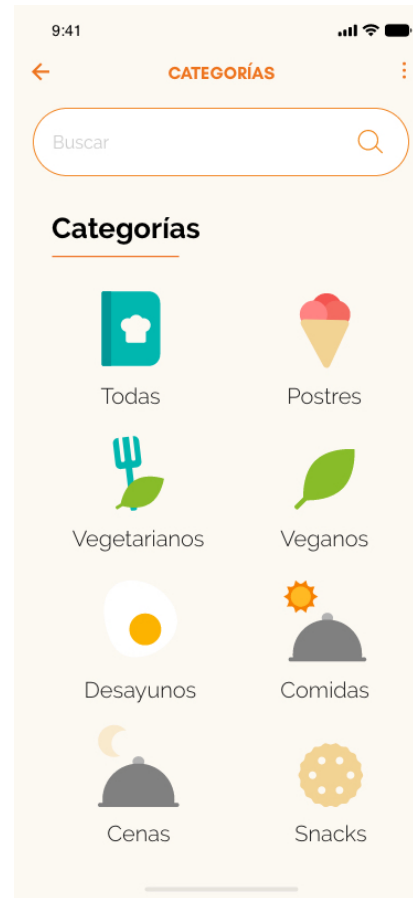 9:41
CATEGORÍAS
Buscar
Categorías
Todas
Postres
Vegetarianos
Veganos
Desayunos
Comidas
Cenas
Snacks